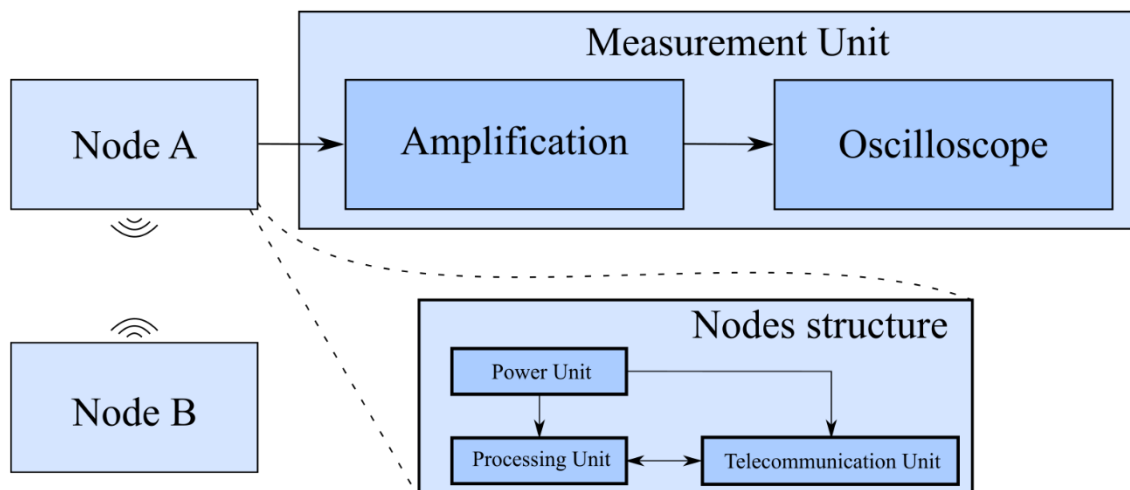 Measurement Unit
Node A
Amplification
Oscilloscope
Node B
Nodes structure
Power Unit
Processing Unit
Telecommunication Unit